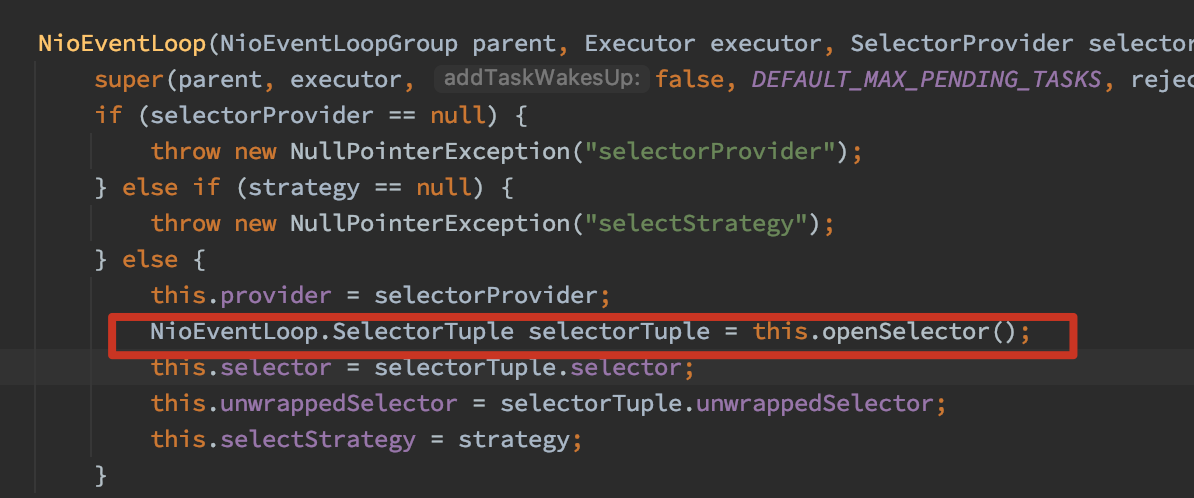 NioEventLoop(NioEventLoopGroup parent, Executor executor, SelectorProvider selector
super(parent, executor, addTaskWakesUp: false, DEFAULT_MAX_PENDING_TASKS, rejec
if (selectorProvider == null) {
throw new NullPointerException("selectorProvider");
} else if (strategy == null) {
throw new NullPointerException("selectStrategy");
} else {
this.provider = selectorProvider;
NioEventLoop.SelectorTuple selectorTuple = this.openSelector();
this.selector = selectorTuple.selector;
this.unwrappedSelector = selectorTuple.unwrappedSelector;
this.selectStrategy = strategy;
}